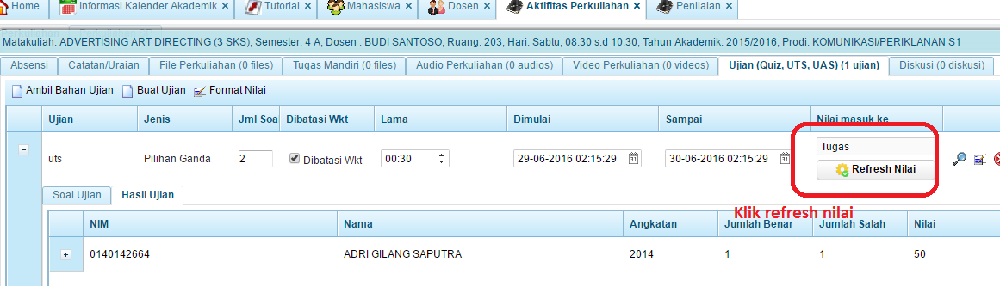 Home Informasi Kalender Akademik Tutorial Mahasiswa Dosen Aktifitas Perkuliahan Penilaian
Matakuliah: ADVERTISING ART DIRECTING (3 SKS), Semester: 4 A, Dosen : BUDI SANTOSO, Ruang: 203, Hari: Sabtu, 08.30 s.d 10.30, Tahun Akademik: 2015/2016, Prodi: KOMUNIKASI/PERIKLANAN S1
Absensi Catatan/Uraian File Perkuliahan (0 files) Tugas Mandiri (0 files) Audio Perkuliahan (0 audios) Video Perkuliahan (0 videos) Ujian (Quiz, UTS, UAS) (1 ujian) Diskusi (0 diskusi)
Ambil Bahan Ujian Buat Ujian Format Nilai
Ujian Jenis Jml Soa Dibatasi Wkt Lama Dimulai Sampai Nilai masuk ke
Tugas
uts Pilihan Ganda 2 Dibatasi Wkt 00:30 29-06-2016 02:15:29 30-06-2016 02:15:29
Refresh Nilai
Soal Ujian Hasil Ujian
Klik refresh nilai
NIM Nama Angkatan Jumlah Benar Jumlah Salah Nilai
0140142664 ADRI GILANG SAPUTRA 2014 1 1 50